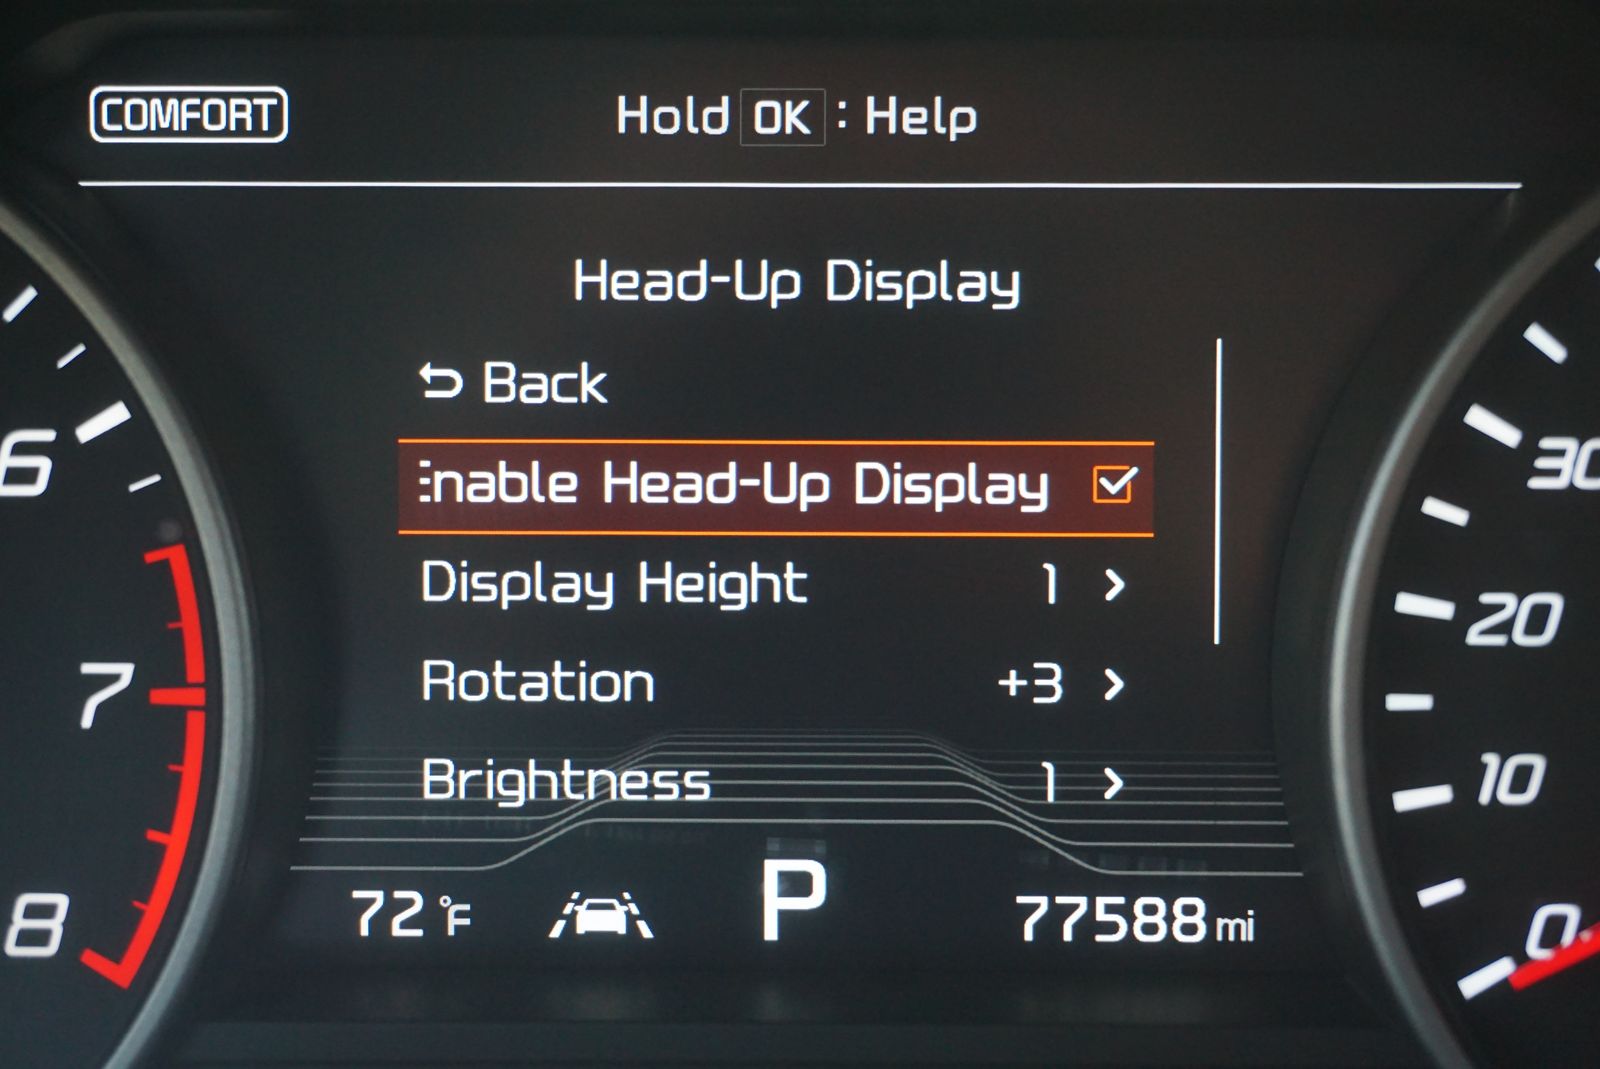 COMFORT
Hold OK : Help
Head-Up Display
Back
Enable Head-Up Display
Display Height 1 >
Rotation +3 >
Brightness 1 >
72 °F P 77588 mi
6
7
8
30
20
10
0